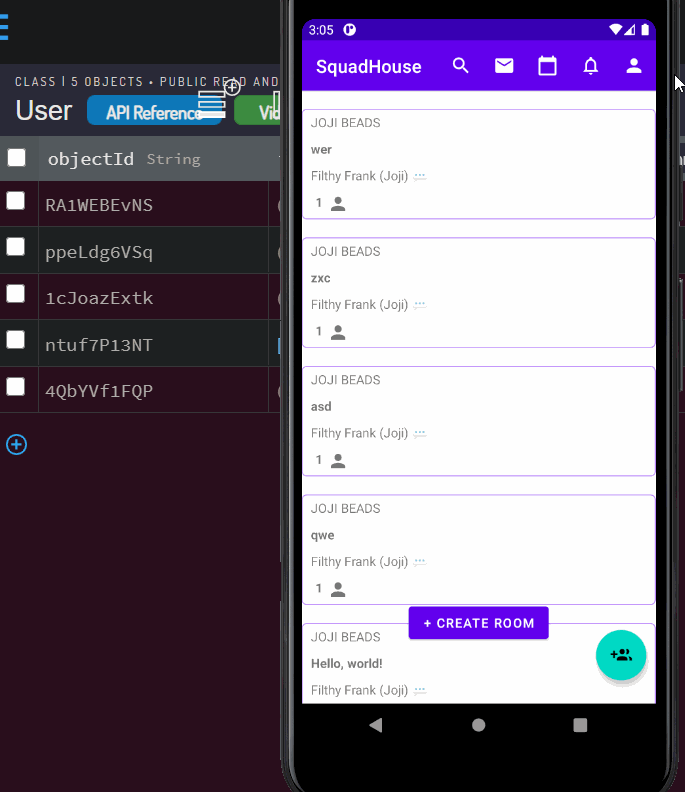 CLASS | 5 OBJECTS • PUBLIC READ AND
User
API Reference
objectId String
RA1WEBEvNS
ppeLdg6VSq
1cJoazExtk
ntuf7P13NT
4QbYVf1FQP
3:05
SquadHouse
JOJI BEADS
wer
Filthy Frank (Joji)
1
JOJI BEADS
zxc
Filthy Frank (Joji)
1
JOJI BEADS
asd
Filthy Frank (Joji)
1
JOJI BEADS
qwe
Filthy Frank (Joji)
1
+ CREATE ROOM
JOJI BEADS
Hello, world!
Filthy Frank (Joji)